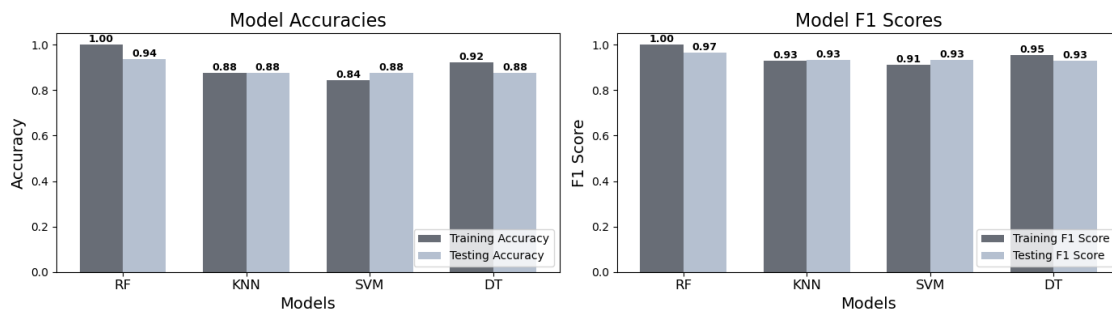 Model Accuracies
1.00 0.94 0.88 0.88 0.84 0.88 0.92 0.88
1.0
0.8
0.6
0.4
0.2
0.0
Accuracy
Training Accuracy
Testing Accuracy
RF KNN SVM DT
Models
Model F1 Scores
1.00 0.97 0.93 0.93 0.91 0.93 0.95 0.93
1.0
0.8
0.6
0.4
0.2
0.0
F1 Score
Training F1 Score
Testing F1 Score
RF KNN SVM DT
Models